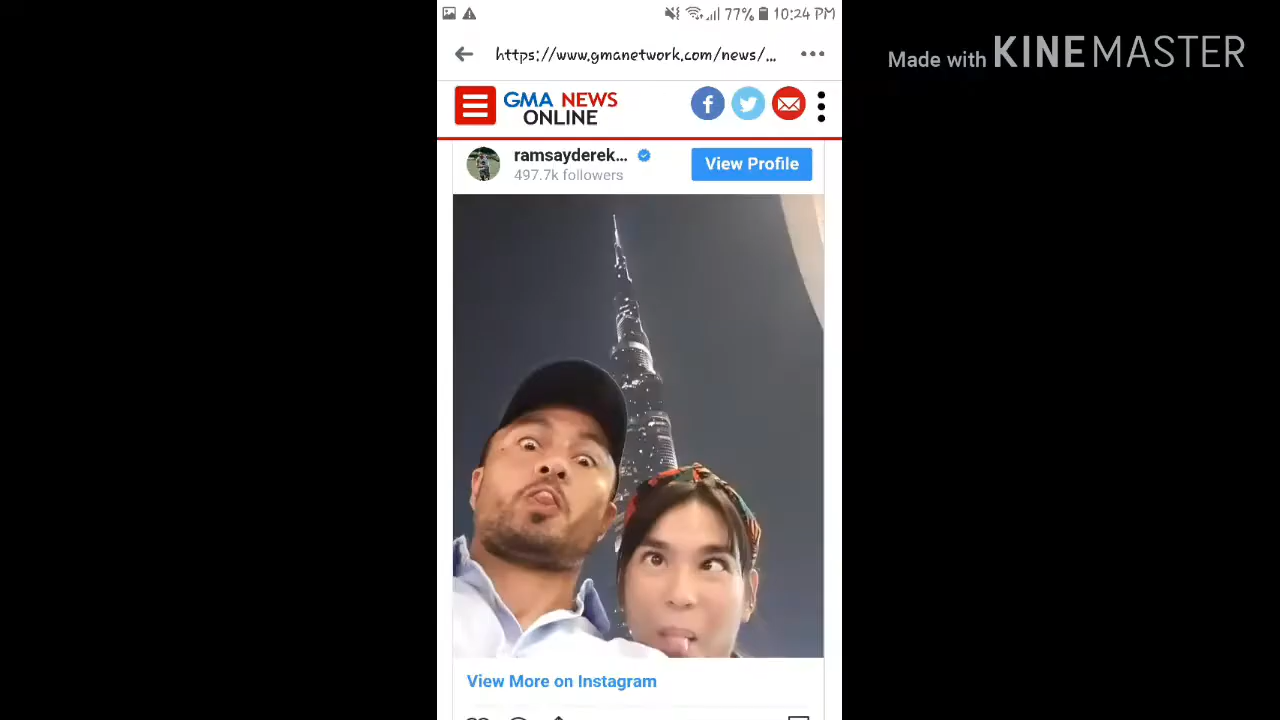 77% 10:24 PM
https://www.gmanetwork.com/news/...
Made with KINEMASTER
GMA NEWS
ONLINE
ramsayderek...
View Profile
497.7k followers
View More on Instagram